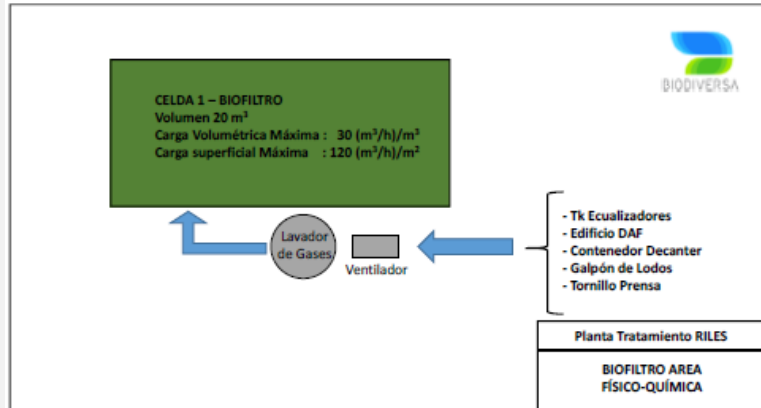 BIODIVERSA
CELDA 1 – BIOFILTRO
Volumen 20 m³
Carga Volumétrica Máxima : 30 (m³/h)/m³
Carga superficial Máxima : 120 (m³/h)/m²
Lavador
de Gases
Ventilador
- Tk Ecualizadores
- Edificio DAF
- Contenedor Decanter
- Galpón de Lodos
- Tornillo Prensa
Planta Tratamiento RILES
BIOFILTRO AREA
FÍSICO-QUÍMICA